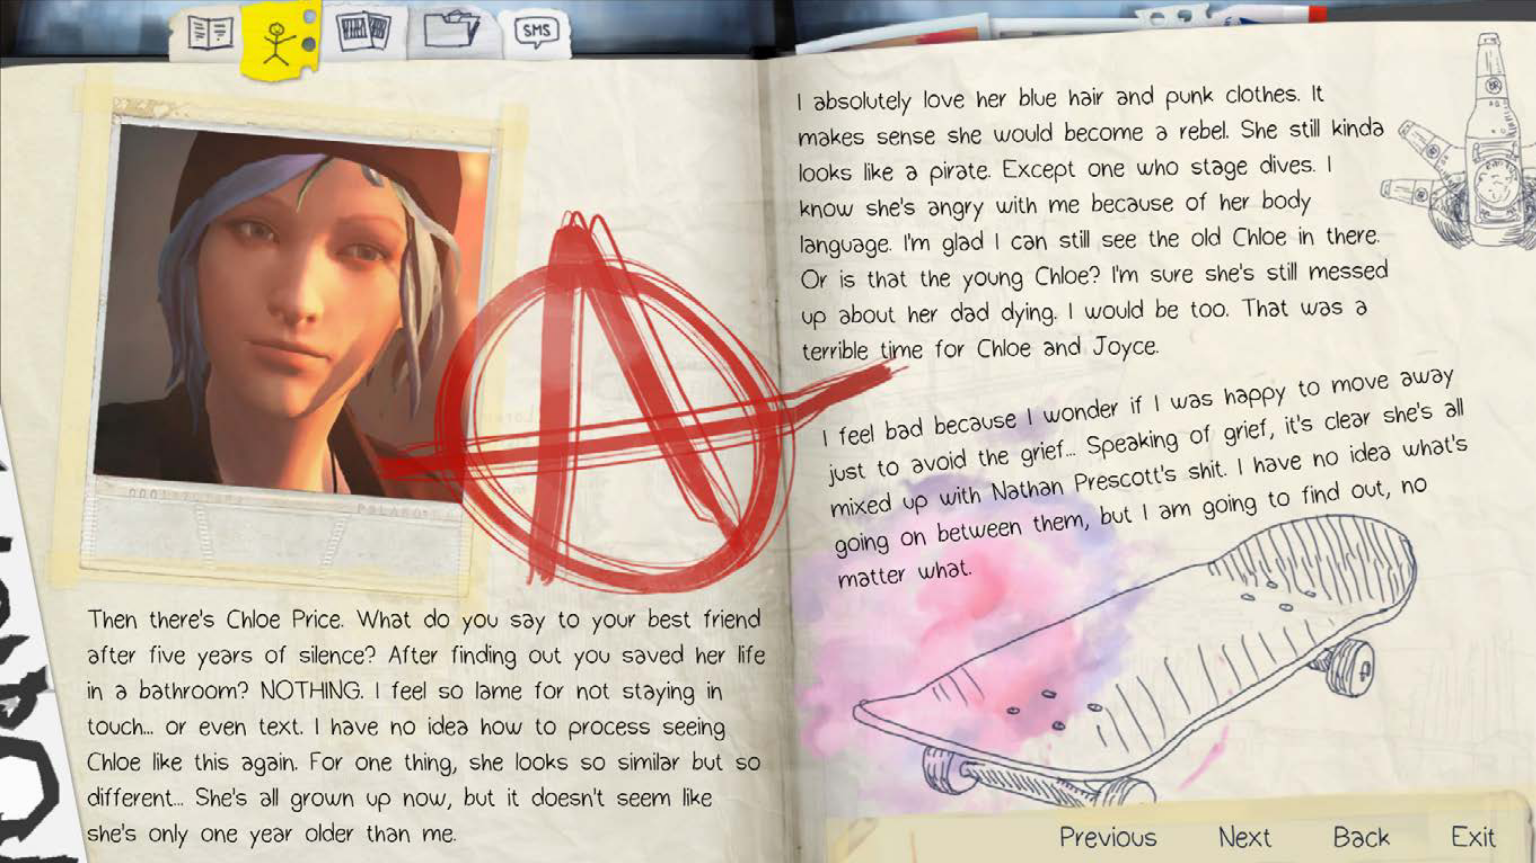 SMS
Then there's Chloe Price. What do you say to your best friend
after five years of silence? After finding out you saved her life
in a bathroom? NOTHING. I feel so lame for not staying in
touch... or even text. I have no idea how to process seeing
Chloe like this again. For one thing, she looks so similar but so
different... She's all grown up now, but it doesn't seem like
she's only one year older than me.
I absolutely love her blue hair and punk clothes. It
makes sense she would become a rebel. She still kinda
looks like a pirate. Except one who stage dives. I
know she's angry with me because of her body
language. I'm glad I can still see the old Chloe in there.
Or is that the young Chloe? I'm sure she's still messed
up about her dad dying. I would be too. That was a
terrible time for Chloe and Joyce.
I feel bad because I wonder if I was happy to move away
just to avoid the grief... Speaking of grief, it's clear she's all
mixed up with Nathan Prescott's shit. I have no idea what's
going on between them, but I am going to find out, no
matter what.
Previous Next Back Exit